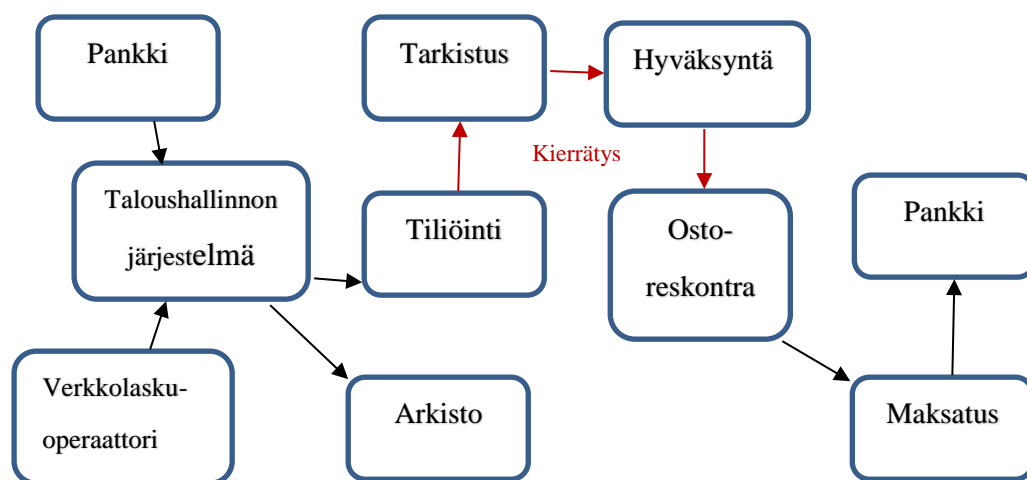 Pankki
Tarkistus
Hyväksyntä
Kierrätys
Taloushallinnon
järjestelmä
Tiliöinti
Osto-
reskontra
Pankki
Verkkolasku-
operaattori
Arkisto
Maksatus